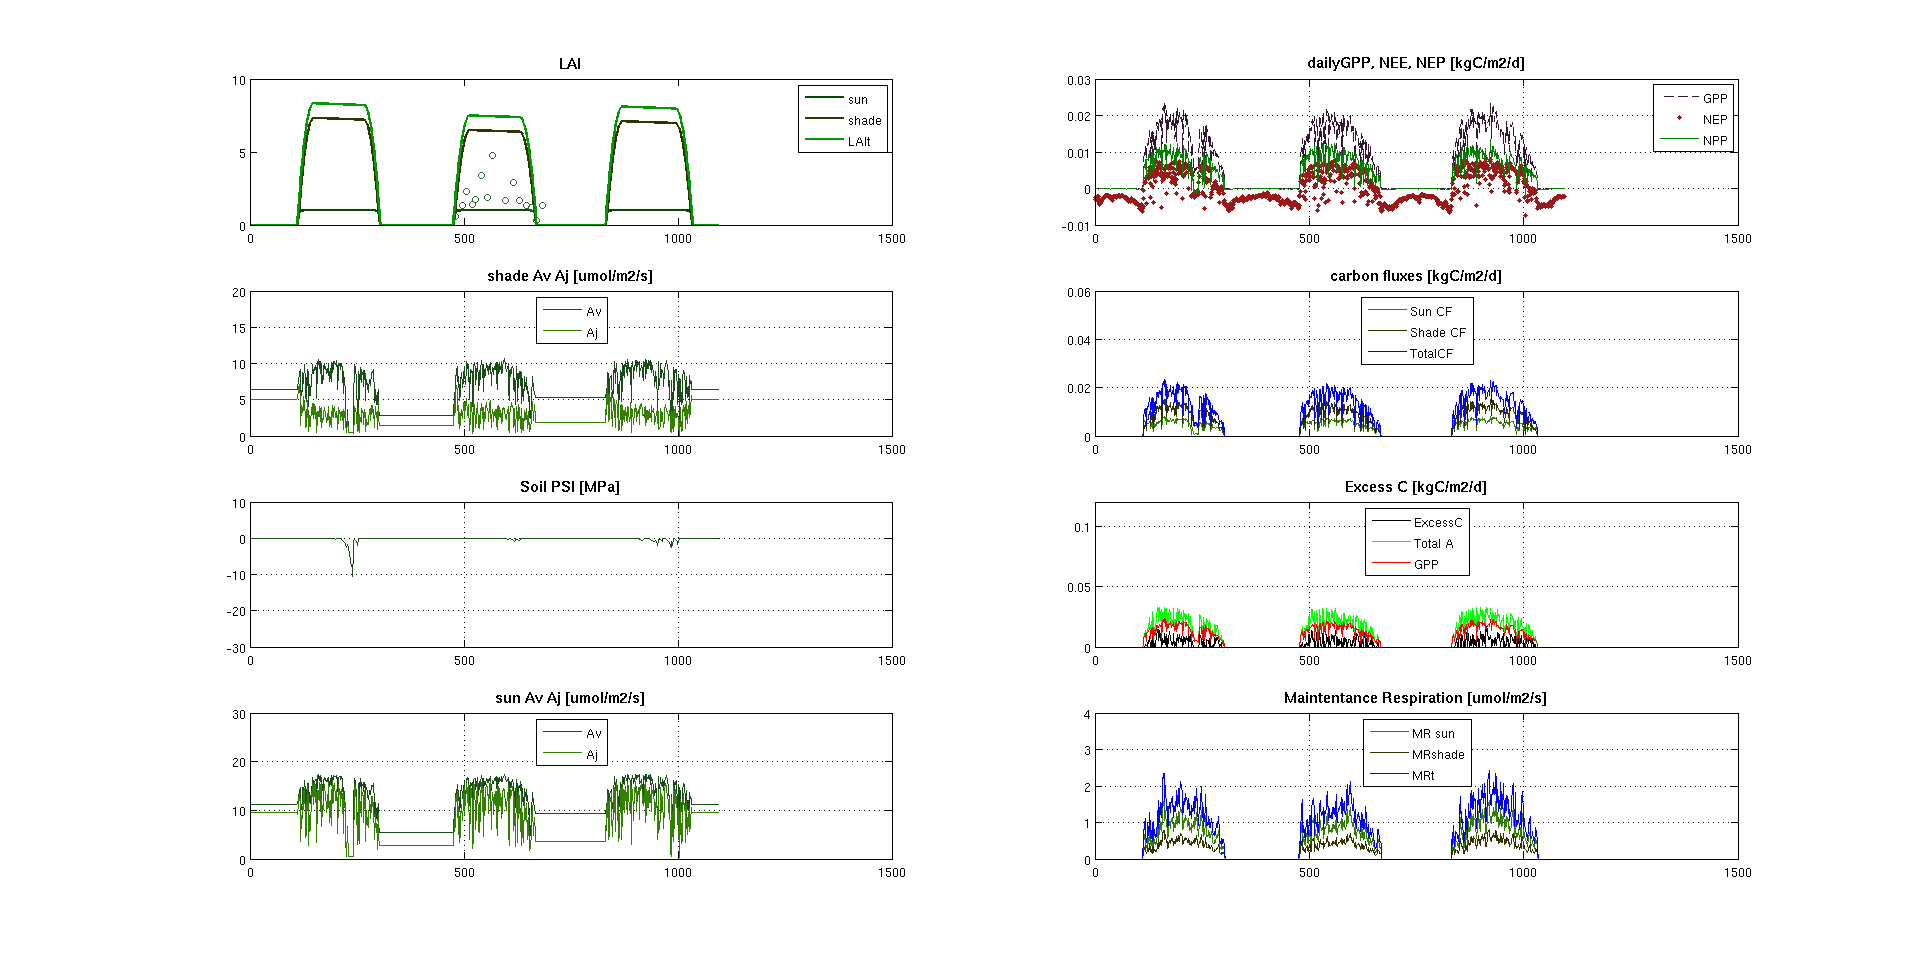 LAI
10
5
0
0
500
1000
1500
sun
shade
LAIt
dailyGPP, NEE, NEP [kgC/m2/d]
0.03
0.02
0.01
0
-0.01
0
500
1000
1500
GPP
NEP
NPP
shade Av Aj [umol/m2/s]
20
15
10
5
0
0
500
1000
1500
Av
Aj
carbon fluxes [kgC/m2/d]
0.06
0.04
0.02
0
0
500
1000
1500
Sun CF
Shade CF
TotalCF
Soil PSI [MPa]
10
0
-10
-20
-30
0
500
1000
1500
Excess C [kgC/m2/d]
0.1
0.05
0
0
500
1000
1500
ExcessC
Total A
GPP
sun Av Aj [umol/m2/s]
30
20
10
0
0
500
1000
1500
Av
Aj
Maintentance Respiration [umol/m2/s]
4
3
2
1
0
0
500
1000
1500
MR sun
MRshade
MRt